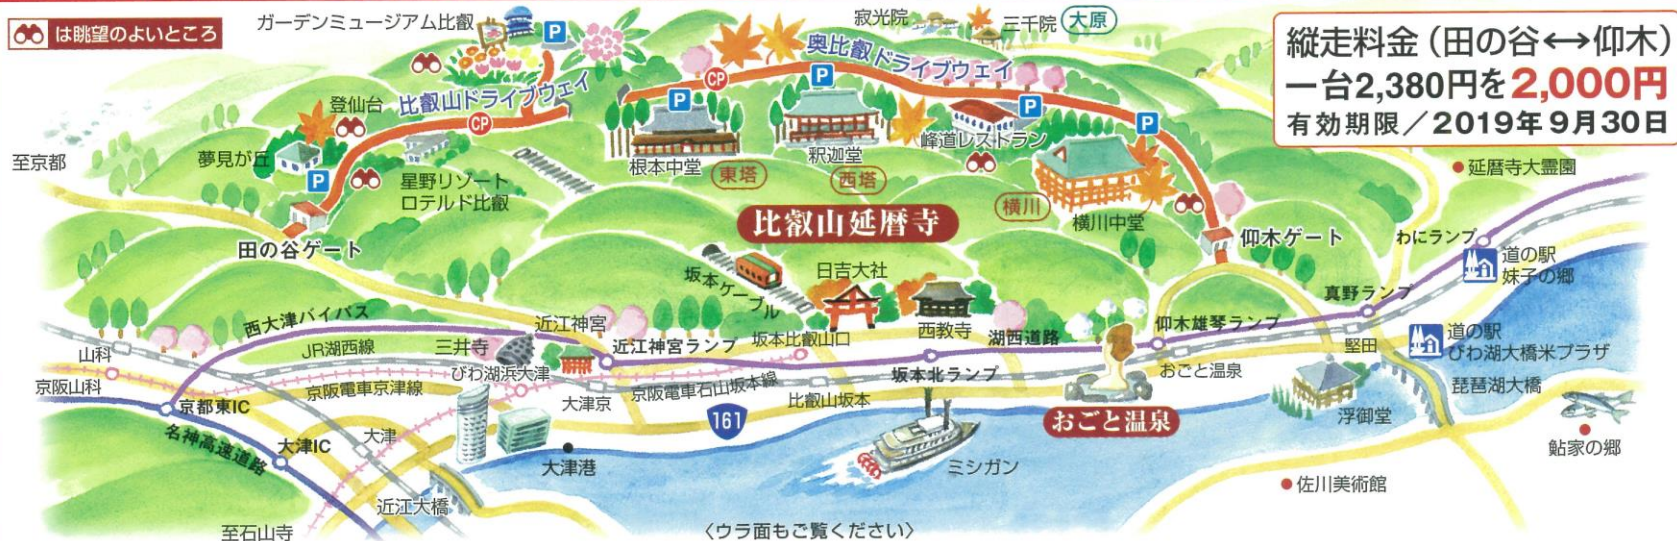 は眺望のよいところ
ガーデンミュージアム比叡
P
寂光院
三千院
大原
縦走料金（田の谷↔仰木）
一台2,380円を2,000円
有効期限／2019年9月30日
比叡山ドライブウェイ
CP
奥比叡ドライブウェイ
CP
P
P
P
P
登仙台
夢見が丘
P
至京都
星野リゾート
ロテルド比叡
根本中堂
東塔
釈迦堂
西塔
峰道レストラン
横川
横川中堂
延暦寺大霊園
比叡山延暦寺
田の谷ゲート
仰木ゲート
わにランプ
道の駅
妹子の郷
坂本ケーブル
日吉大社
西教寺
真野ランプ
西大津バイパス
近江神宮
JR湖西線
三井寺
近江神宮ランプ
坂本比叡山口
湖西道路
仰木雄琴ランプ
堅田
道の駅
びわ湖大橋米プラザ
山科
びわ湖浜大津
坂本北ランプ
おごと温泉
琵琶湖大橋
京阪山科
京阪電車京津線
大津京
京阪電車石山坂本線
比叡山坂本
京都東IC
161
おごと温泉
浮御堂
名神高速道路
大津IC
大津
大津港
ミシガン
鮎家の郷
佐川美術館
近江大橋
至石山寺
〈ウラ面もご覧ください〉